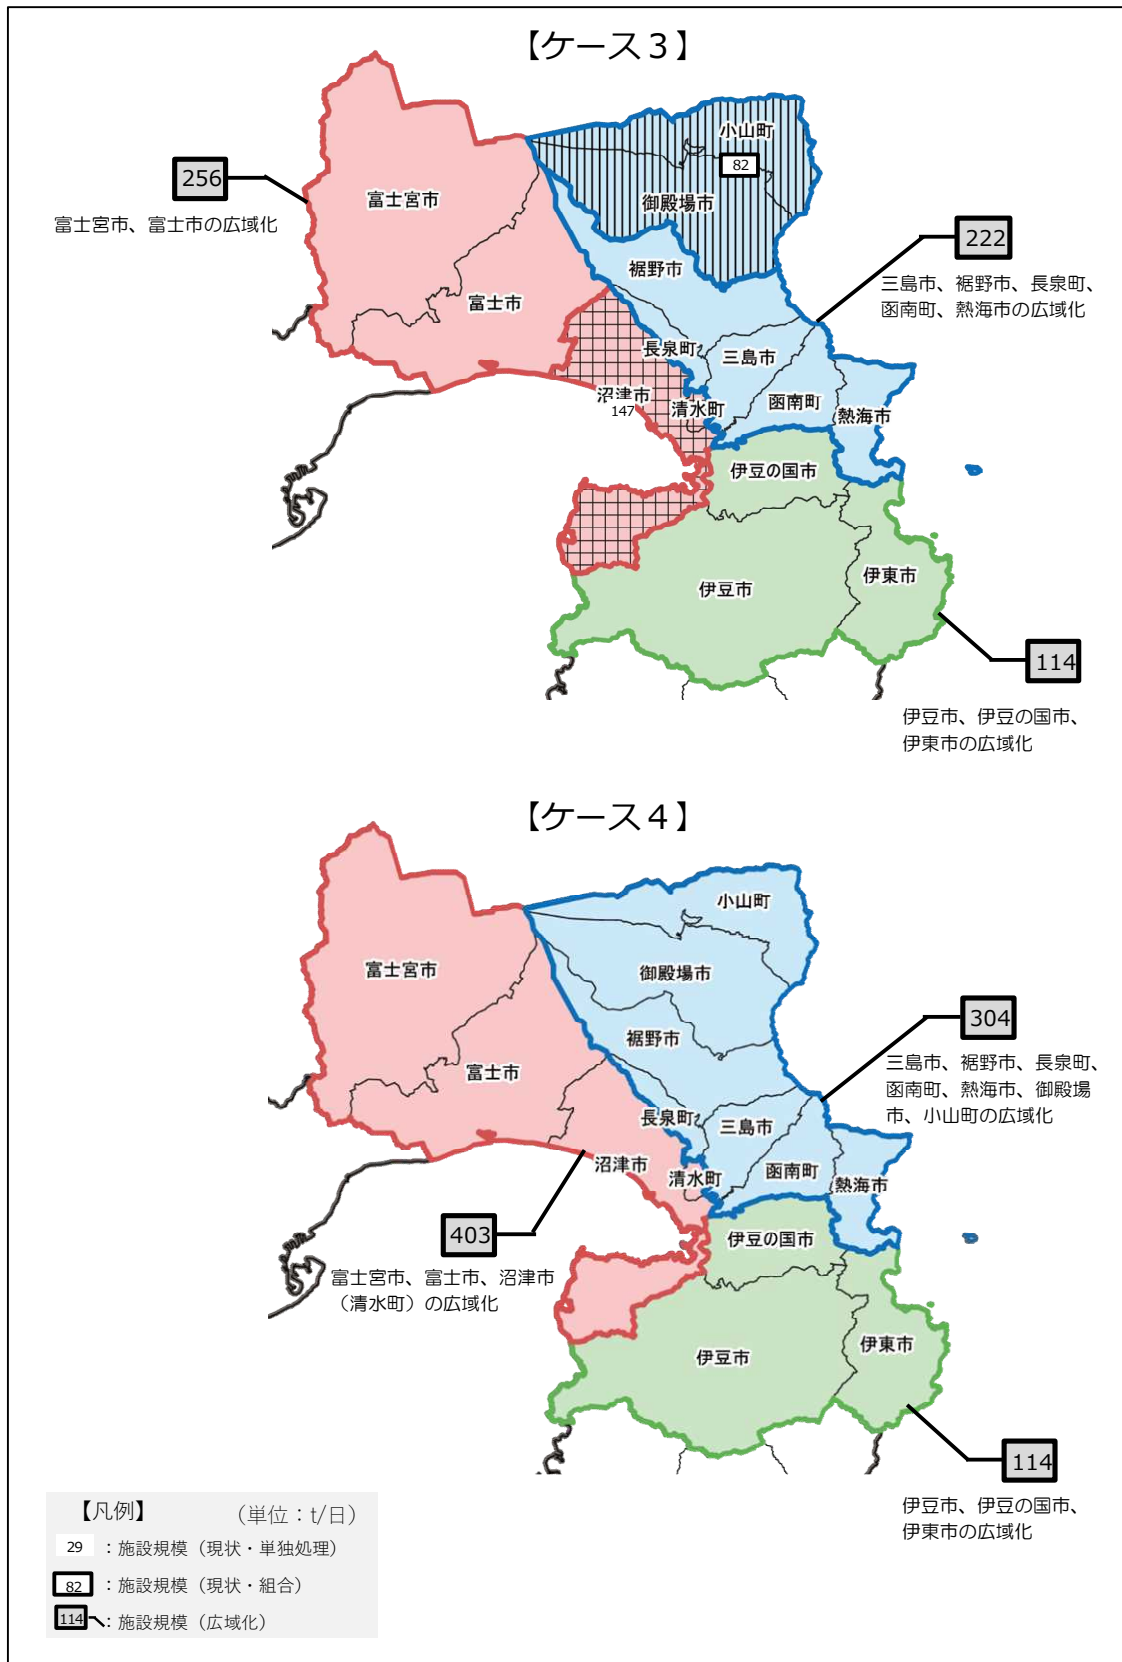 【ケース３】
小山町
82
御殿場市
富士宮市
256
富士宮市、富士市の広域化
222
三島市、裾野市、長泉町、
函南町、熱海市の広域化
裾野市
富士市
長泉町
三島市
沼津市
147
清水町
函南町
熱海市
伊豆の国市
伊豆市
伊東市
114
伊豆市、伊豆の国市、
伊東市の広域化
【ケース４】
小山町
御殿場市
富士宮市
304
三島市、裾野市、長泉町、
函南町、熱海市、御殿場
市、小山町の広域化
裾野市
富士市
長泉町
三島市
沼津市
清水町
函南町
熱海市
403
富士宮市、富士市、沼津市
（清水町）の広域化
伊豆の国市
伊豆市
伊東市
114
伊豆市、伊豆の国市、
伊東市の広域化
【凡例】 （単位：t/日）
29 ：施設規模（現状・単独処理）
82 ：施設規模（現状・組合）
114 ：施設規模（広域化）